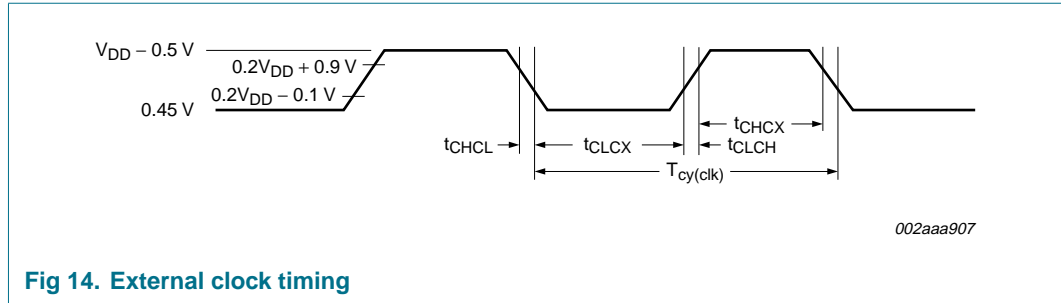 VDD − 0.5 V
0.2VDD + 0.9 V
0.2VDD − 0.1 V
0.45 V
tCHCX
tCHCL
tCLCX
tCLCH
Tcy(clk)
002aaa907
Fig 14. External clock timing